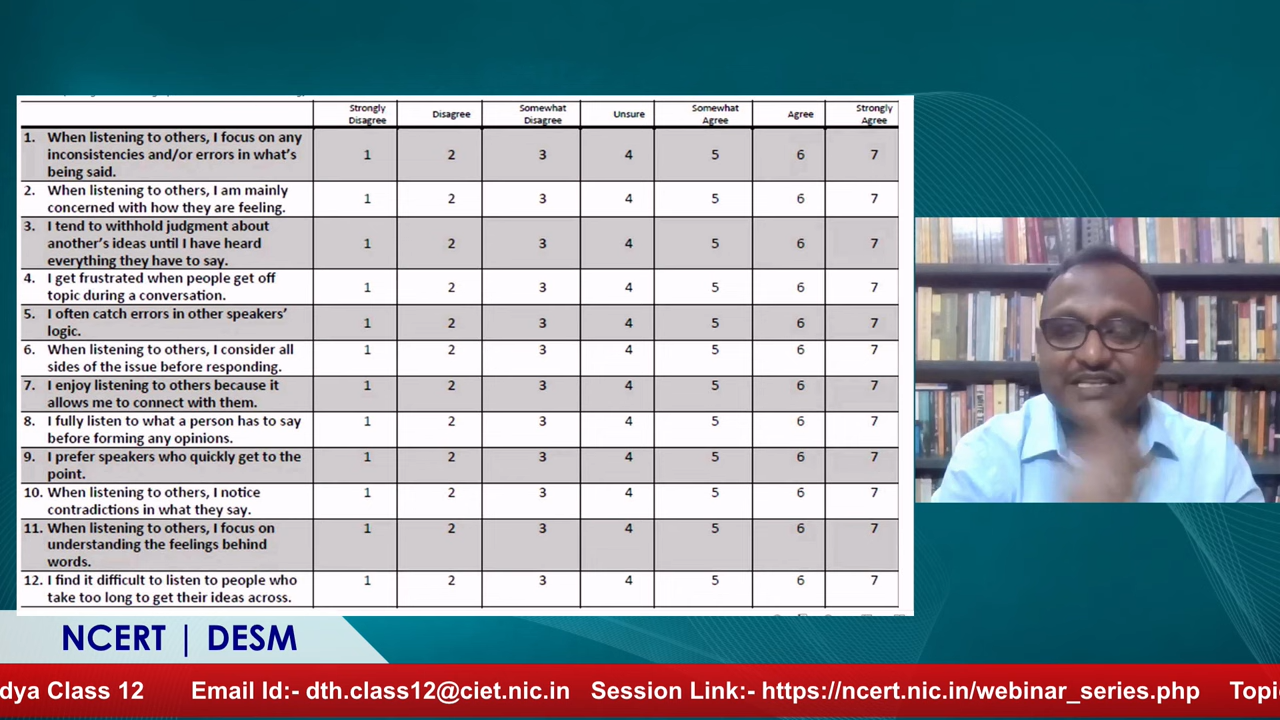 Strongly Disagree Disagree Somewhat Disagree Unsure Somewhat Agree Agree Strongly Agree
1. When listening to others, I focus on any
inconsistencies and/or errors in what's
being said.
1 2 3 4 5 6 7
2. When listening to others, I am mainly
concerned with how they are feeling.
1 2 3 4 5 6 7
3. I tend to withhold judgment about
another's ideas until I have heard
everything they have to say.
1 2 3 4 5 6 7
4. I get frustrated when people get off
topic during a conversation.
1 2 3 4 5 6 7
5. I often catch errors in other speakers'
logic.
1 2 3 4 5 6 7
6. When listening to others, I consider all
sides of the issue before responding.
1 2 3 4 5 6 7
7. I enjoy listening to others because it
allows me to connect with them.
1 2 3 4 5 6 7
8. I fully listen to what a person has to say
before forming any opinions.
1 2 3 4 5 6 7
9. I prefer speakers who quickly get to the
point.
1 2 3 4 5 6 7
10. When listening to others, I notice
contradictions in what they say.
1 2 3 4 5 6 7
11. When listening to others, I focus on
understanding the feelings behind
words.
1 2 3 4 5 6 7
12. I find it difficult to listen to people who
take too long to get their ideas across.
1 2 3 4 5 6 7
NCERT | DESM
dya Class 12 Email Id:- dth.class12@ciet.nic.in Session Link:- https://ncert.nic.in/webinar_series.php Topi